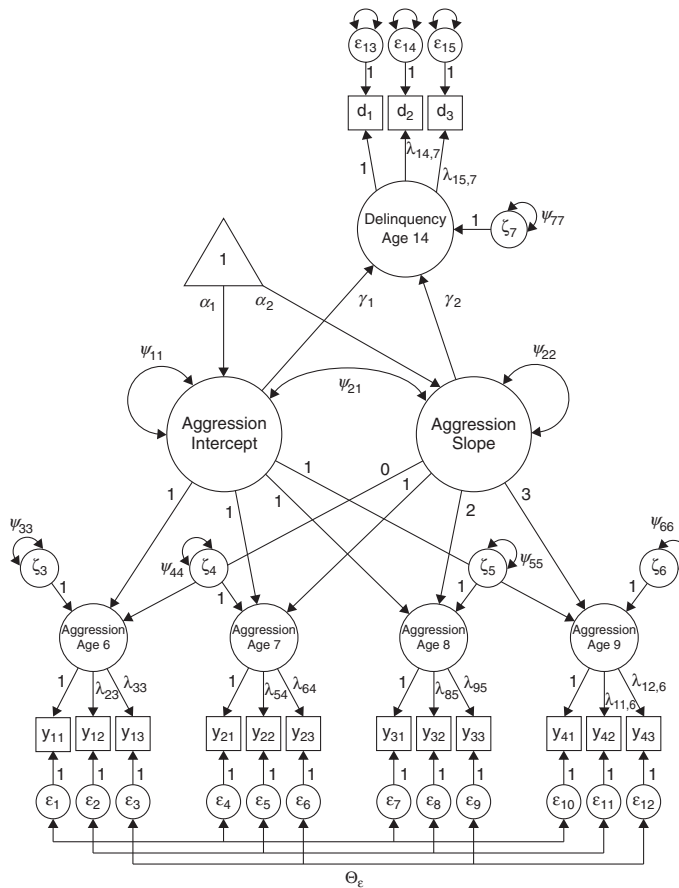 ε13 ε14 ε15
1 1 1
d1 d2 d3
1 λ14,7 λ15,7
Delinquency
Age 14
1 ζ7 ψ77
1
α1 α2 γ1 γ2
ψ11 ψ21 ψ22
Aggression
Intercept
Aggression
Slope
1 1 1 1 0 1 2 3
ψ33 ζ3 1
ψ44 ζ4 1
ζ5 ψ55 1
ψ66 ζ6 1
Aggression
Age 6
Aggression
Age 7
Aggression
Age 8
Aggression
Age 9
1 λ23 λ33 1 λ54 λ64 1 λ85 λ95 1 λ11,6 λ12,6
y11 y12 y13 y21 y22 y23 y31 y32 y33 y41 y42 y43
1 1 1 1 1 1 1 1 1 1 1 1
ε1 ε2 ε3 ε4 ε5 ε6 ε7 ε8 ε9 ε10 ε11 ε12
Θε